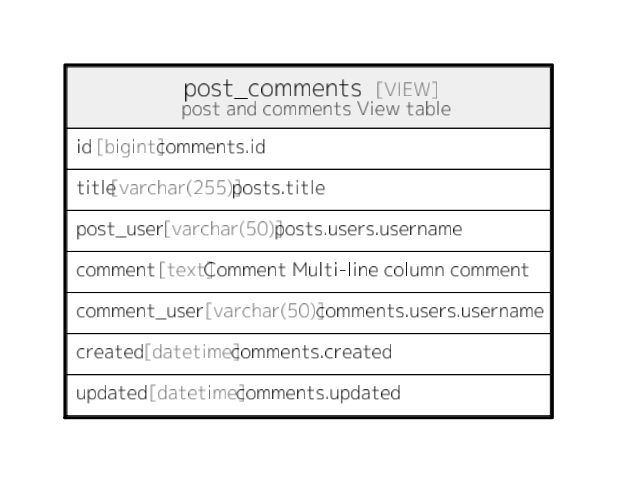 post_comments [VIEW]
post and comments View table
id [bigint] comments.id
title [varchar(255)] posts.title
post_user [varchar(50)] posts.users.username
comment [text] Comment Multi-line column comment
comment_user [varchar(50)] comments.users.username
created [datetime] comments.created
updated [datetime] comments.updated